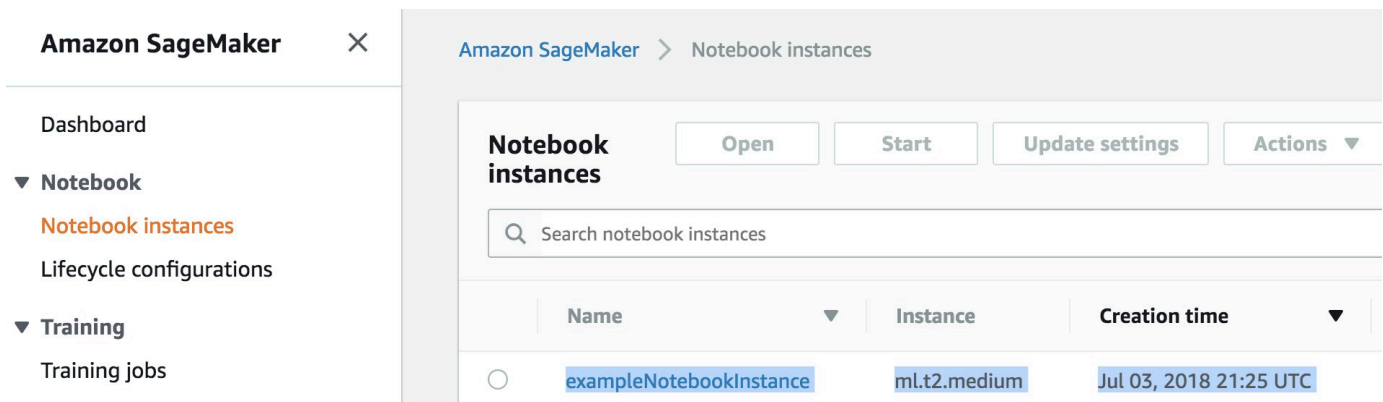 Amazon SageMaker
Dashboard
Notebook
Notebook instances
Lifecycle configurations
Training
Training jobs
Amazon SageMaker > Notebook instances
Notebook
instances
Open Start Update settings Actions
Search notebook instances
Name Instance Creation time
exampleNotebookInstance ml.t2.medium Jul 03, 2018 21:25 UTC